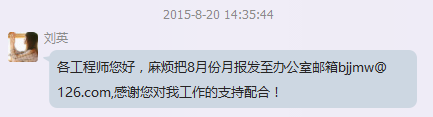 2015-8-20 14:35:44
刘英
各工程师您好，麻烦把8月份月报发至办公室邮箱bjjmw@
126.com,感谢您对我工作的支持配合！